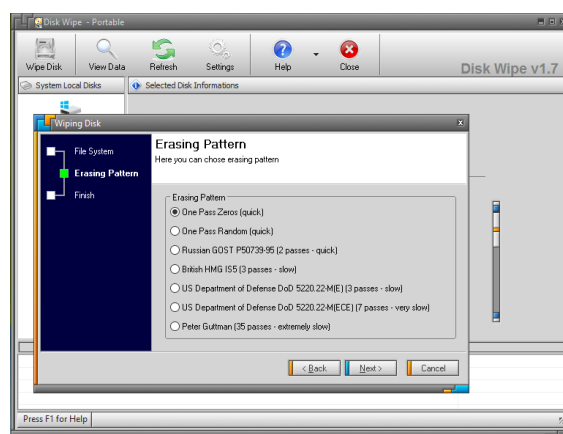 Disk Wipe - Portable
Wipe Disk
View Data
Refresh
Settings
Help
Close
Disk Wipe v1.7
System Local Disks
Selected Disk Informations
Wiping Disk
File System
Erasing Pattern
Finish
Erasing Pattern
Here you can chose erasing pattern
Erasing Pattern
One Pass Zeros (quick)
One Pass Random (quick)
Russian GOST P50739-95 (2 passes - quick)
British HMG IS5 (3 passes - slow)
US Department of Defense DoD 5220.22-M(E) (3 passes - slow)
US Department of Defense DoD 5220.22-M(ECE) (7 passes - very slow)
Peter Guttman (35 passes - extremely slow)
< Back
Next >
Cancel
Press F1 for Help